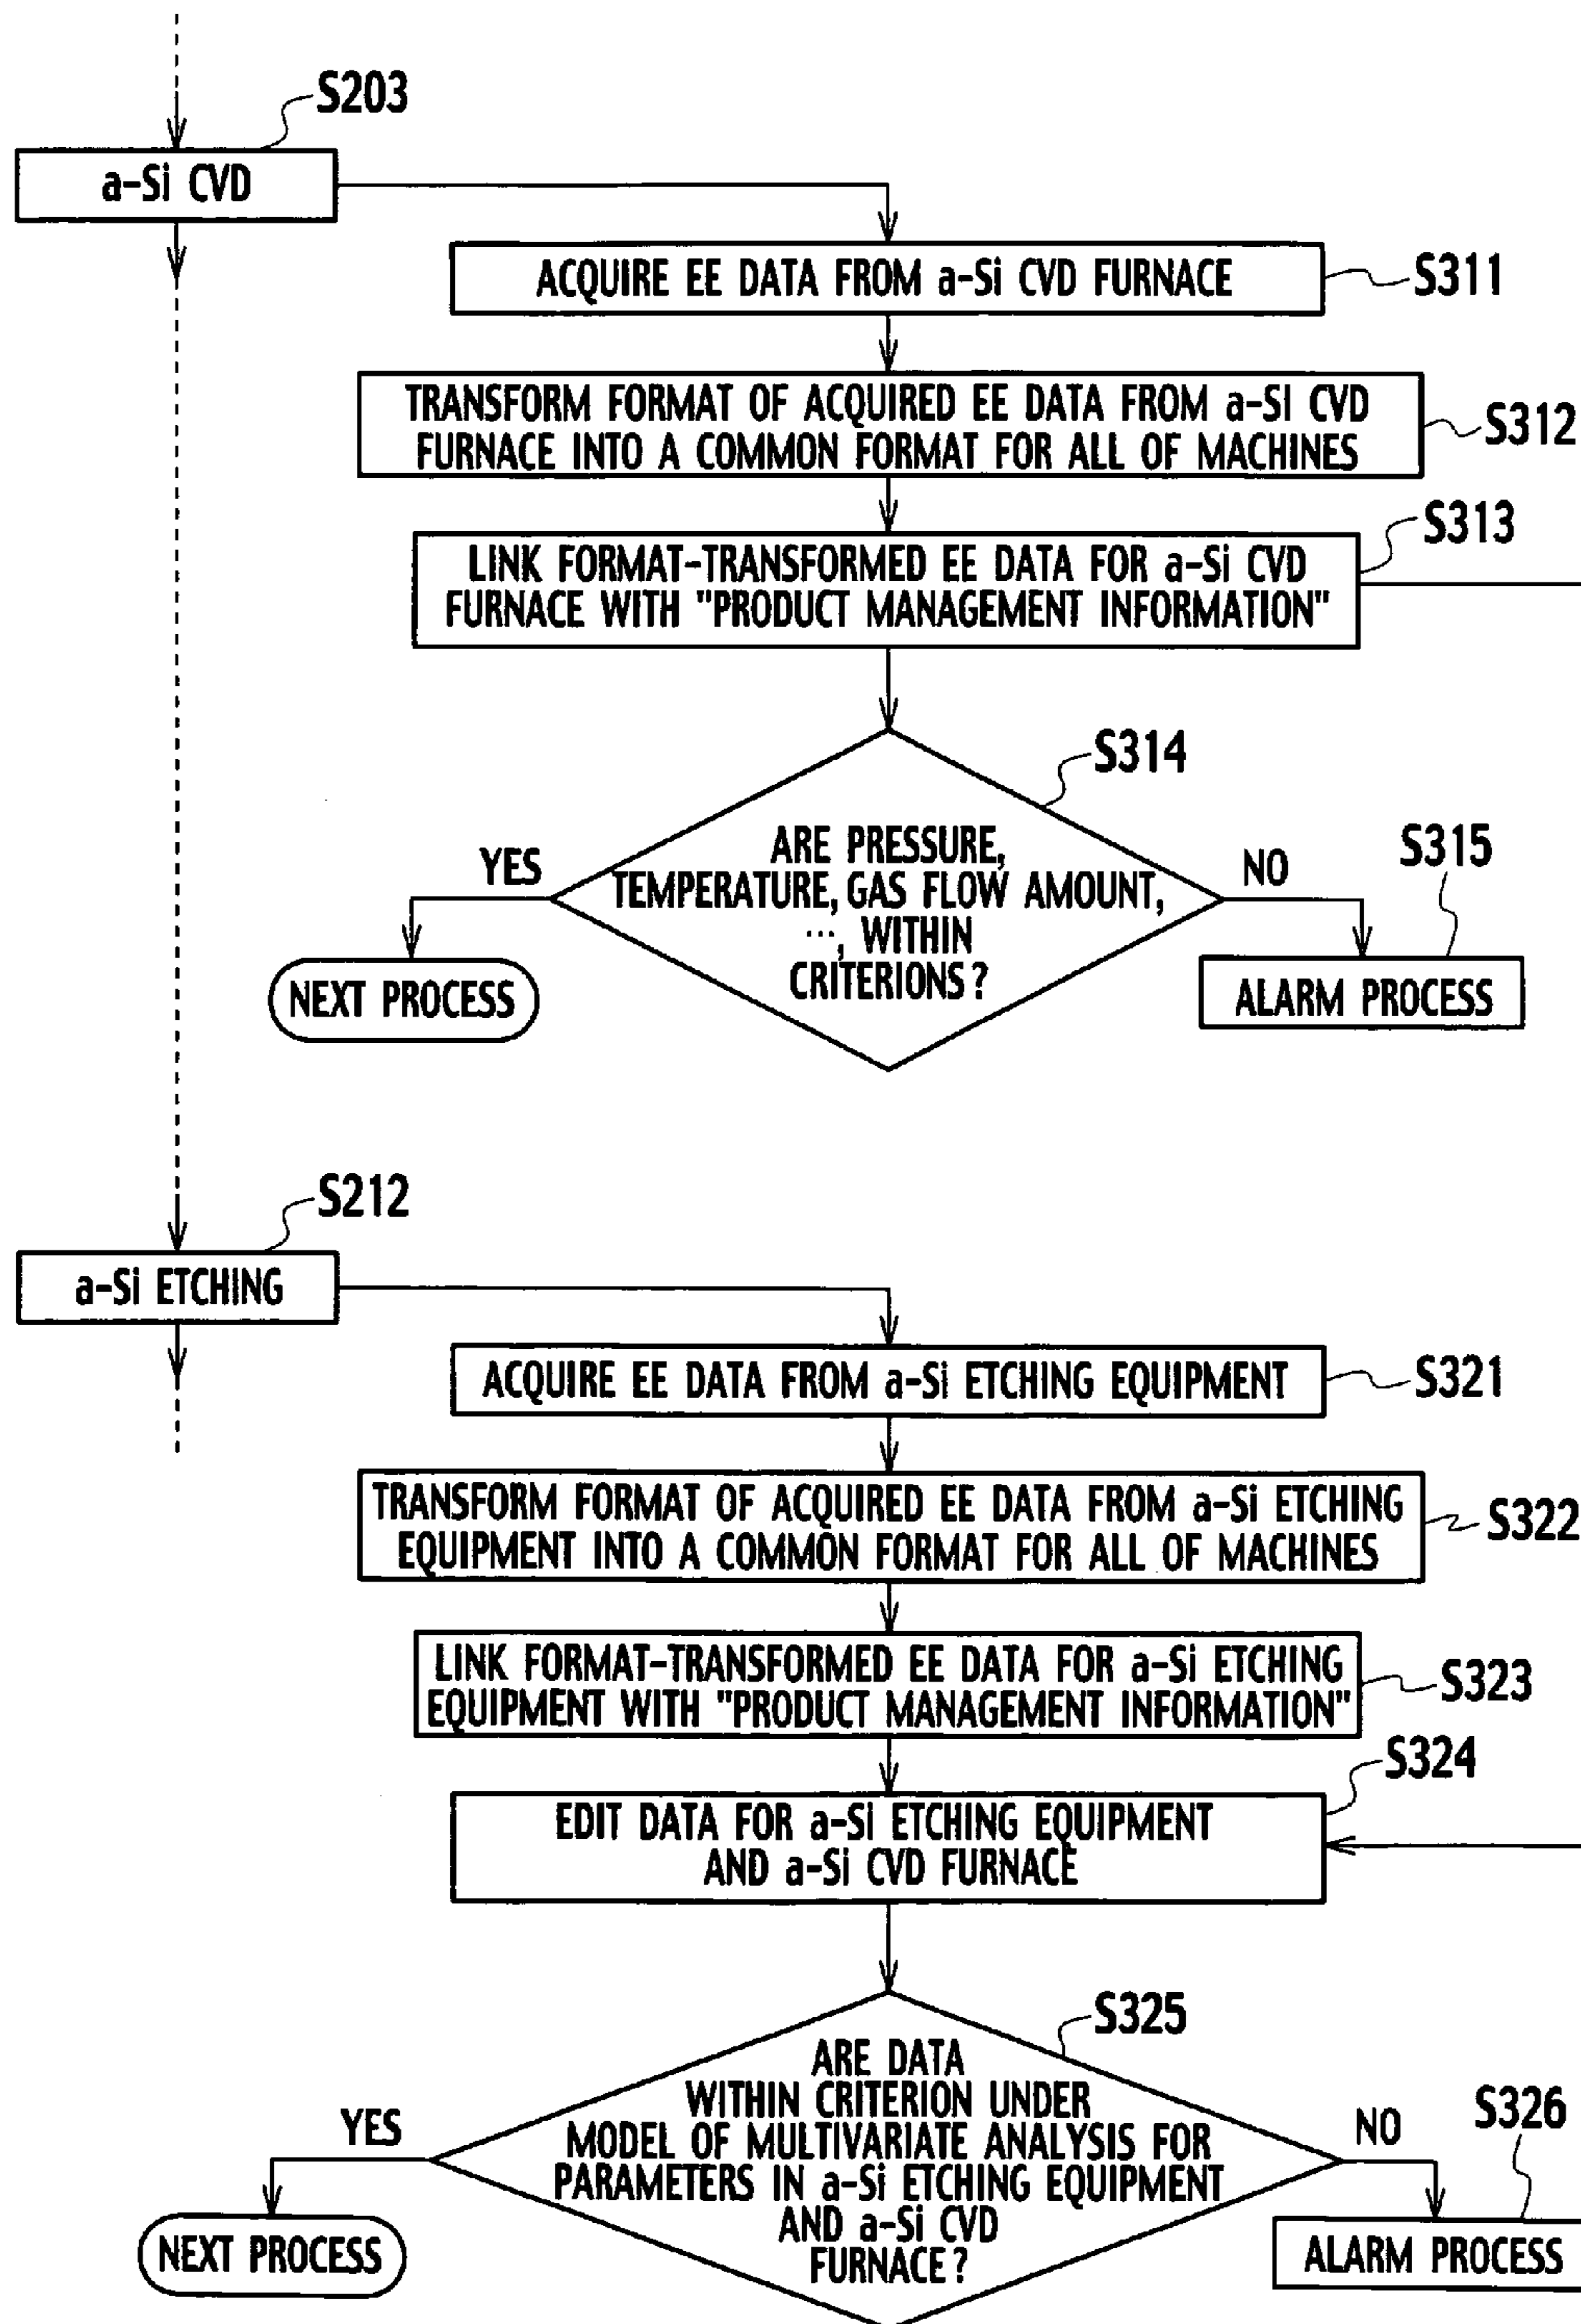 S203
a-Si CVD
ACQUIRE EE DATA FROM a-Si CVD FURNACE
S311
TRANSFORM FORMAT OF ACQUIRED EE DATA FROM a-Si CVD
FURNACE INTO A COMMON FORMAT FOR ALL OF MACHINES
S312
S313
LINK FORMAT-TRANSFORMED EE DATA FOR a-Si CVD
FURNACE WITH "PRODUCT MANAGEMENT INFORMATION"
S314
ARE PRESSURE,
TEMPERATURE, GAS FLOW AMOUNT,
..., WITHIN
CRITERIONS?
YES
NO
S315
NEXT PROCESS
ALARM PROCESS
S212
a-Si ETCHING
ACQUIRE EE DATA FROM a-Si ETCHING EQUIPMENT
S321
TRANSFORM FORMAT OF ACQUIRED EE DATA FROM a-Si ETCHING
EQUIPMENT INTO A COMMON FORMAT FOR ALL OF MACHINES
S322
LINK FORMAT-TRANSFORMED EE DATA FOR a-Si ETCHING
EQUIPMENT WITH "PRODUCT MANAGEMENT INFORMATION"
S323
S324
EDIT DATA FOR a-Si ETCHING EQUIPMENT
AND a-Si CVD FURNACE
S325
ARE DATA
WITHIN CRITERION UNDER
MODEL OF MULTIVARIATE ANALYSIS FOR
PARAMETERS IN a-Si ETCHING EQUIPMENT
AND a-Si CVD
FURNACE?
YES
NO
S326
NEXT PROCESS
ALARM PROCESS